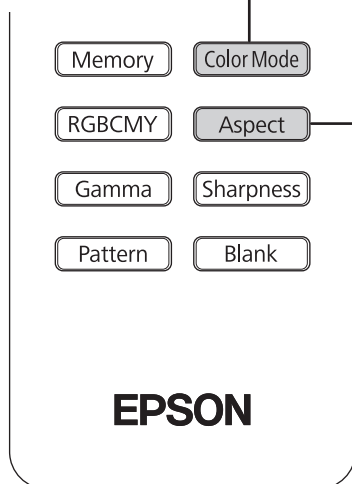 Memory Color Mode
RGBCMY Aspect
Gamma Sharpness
Pattern Blank
EPSON